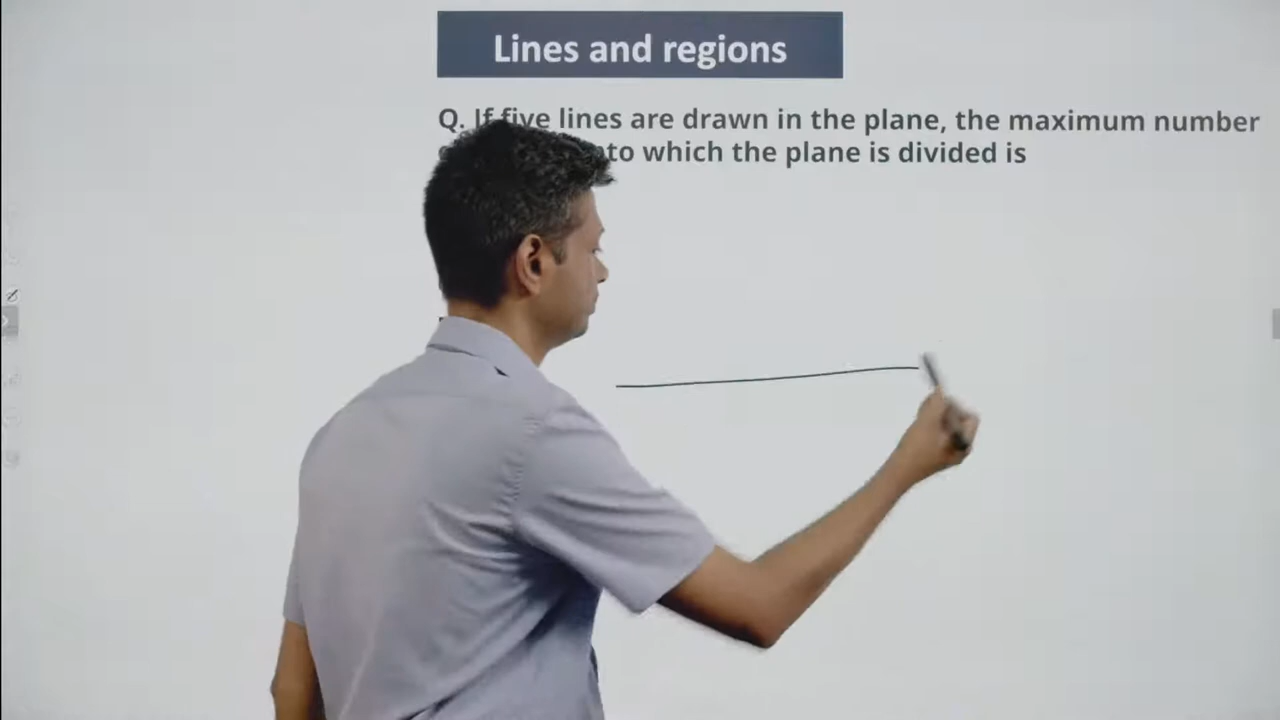 Lines and regions
Q. If five lines are drawn in the plane, the maximum number
to which the plane is divided is